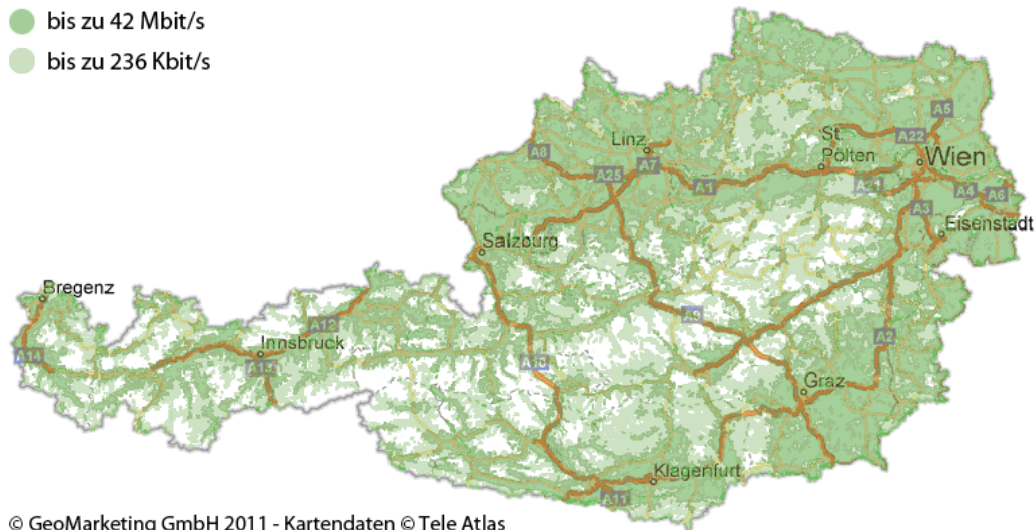 bis zu 42 Mbit/s
bis zu 236 Kbit/s
A5
St.
A22
Linz
A8
A7
Pölten
Wien
A25
A1
A21
A4
A6
A3
Eisenstadt
Salzburg
Bregenz
A9
A12
A2
Innsbruck
A14
A13
A10
Graz
Klagenfurt
A11
© GeoMarketing GmbH 2011 - Kartendaten © Tele Atlas